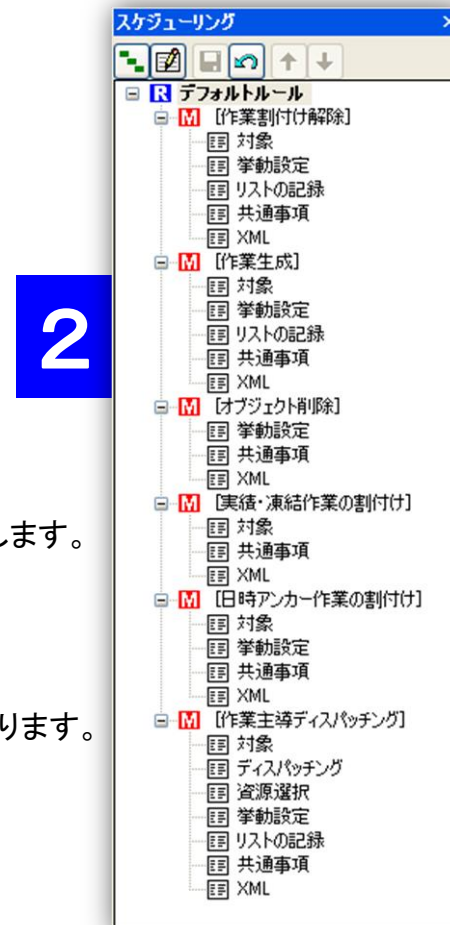 スケジューリング
R デフォルトルール
M [作業割付け解除]
対象
挙動設定
リストの記録
共通事項
XML
M [作業生成]
対象
挙動設定
リストの記録
共通事項
XML
M [オブジェクト削除]
挙動設定
共通事項
XML
M [実績・凍結作業の割付け]
対象
共通事項
XML
M [日時アンカー作業の割付け]
対象
挙動設定
共通事項
XML
M [作業主導ディスパッチング]
対象
ディスパッチング
資源選択
挙動設定
リストの記録
共通事項
XML
2
します。
ります。